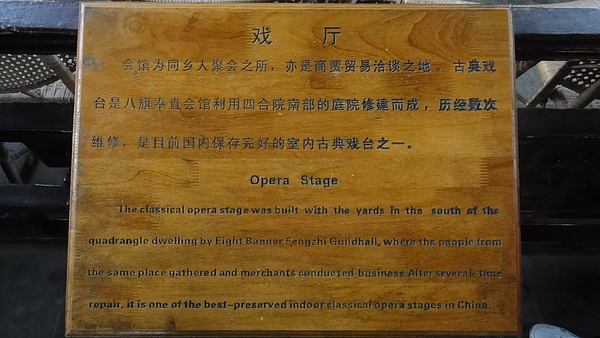 戏 厅
会馆为同乡人聚会之所，亦是商贾贸易洽谈之地。古典戏
台是八旗奉直会馆利用四合院南部的庭院修建而成，历经数次
维修，是目前国内保存完好的室内古典戏台之一。
Opera Stage
The classical opera stage was built with the yards in the south of the
quadrangle dwelling by Eight Banner Fengzhi Guildhall, where the people from
the same place gathered and merchants conducted business.After several-time
repair, it is one of the best-preserved indoor classical opera stages in China.